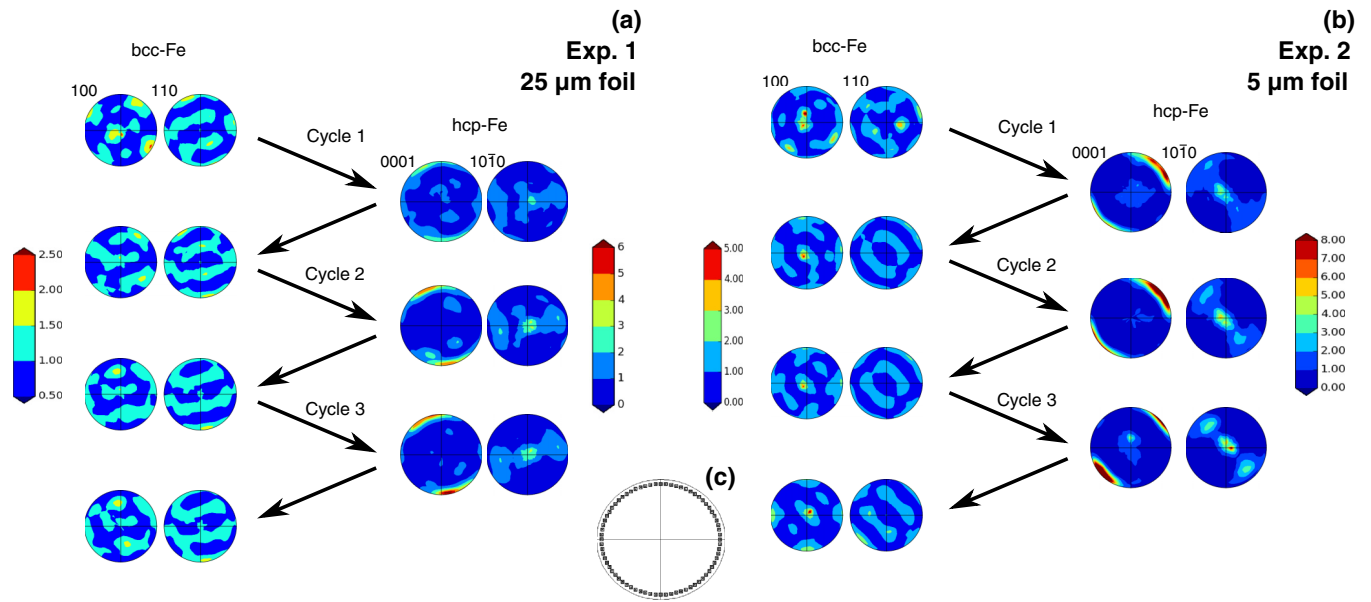 (a)
Exp. 1
25 µm foil
bcc-Fe
100 110
Cycle 1
hcp-Fe
0001 101̄0
Cycle 2
Cycle 3
2.50
2.00
1.50
1.00
0.50
6
5
4
3
2
1
0
(c)
(b)
Exp. 2
5 µm foil
bcc-Fe
100 110
Cycle 1
hcp-Fe
0001 101̄0
Cycle 2
Cycle 3
5.00
4.00
3.00
2.00
1.00
0.00
8.00
7.00
6.00
5.00
4.00
3.00
2.00
1.00
0.00